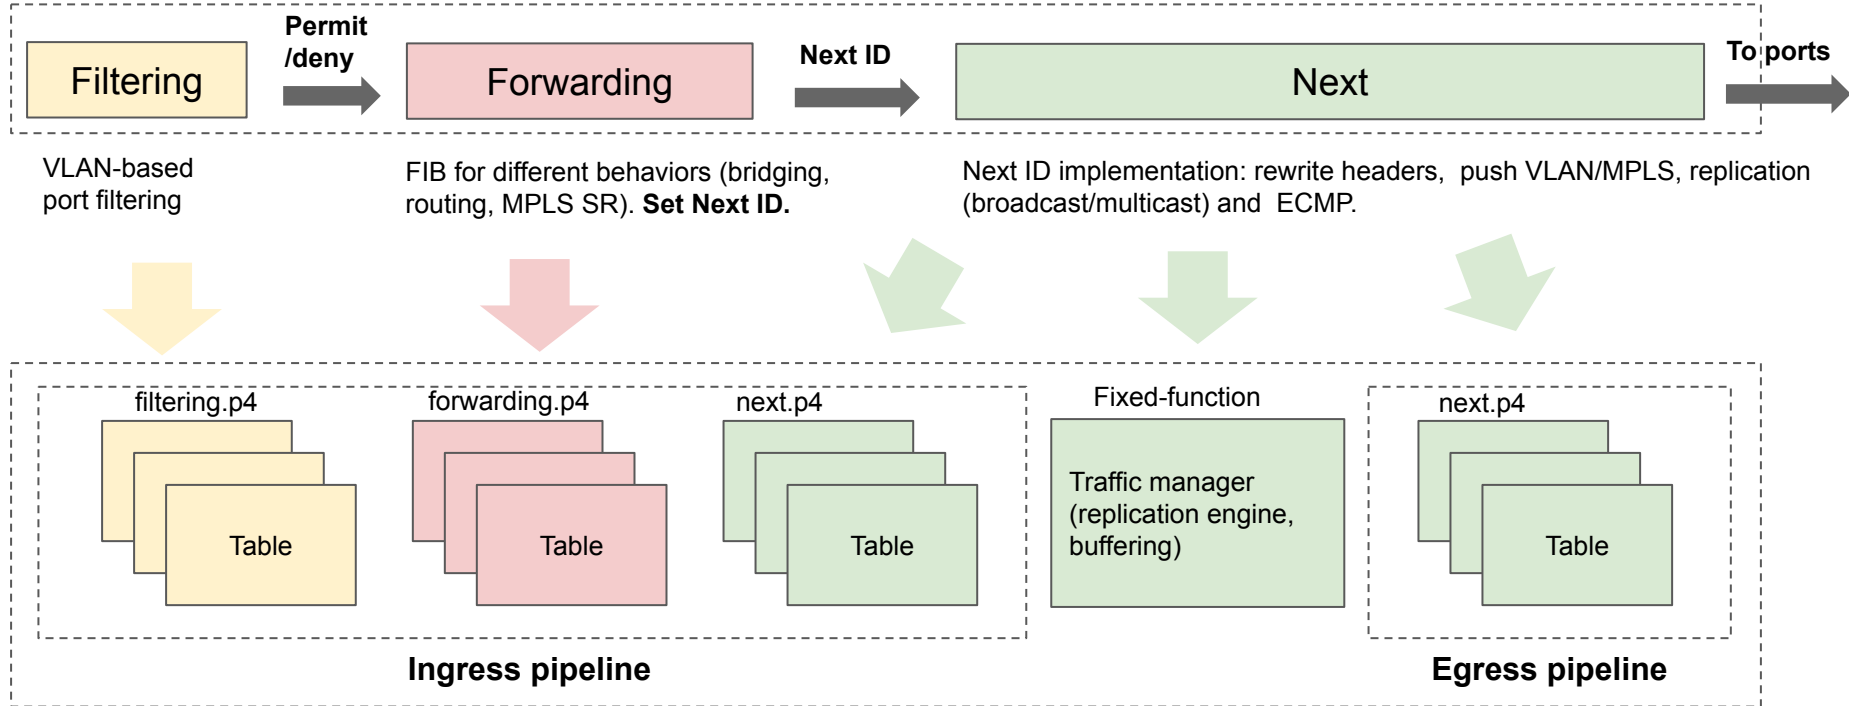 Permit
/deny
Next ID
To ports
Filtering
Forwarding
Next
VLAN-based
port filtering
FIB for different behaviors (bridging,
routing, MPLS SR). Set Next ID.
Next ID implementation: rewrite headers,  push VLAN/MPLS, replication
(broadcast/multicast) and  ECMP.
filtering.p4
forwarding.p4
next.p4
Fixed-function
next.p4
Table
Table
Table
Traffic manager
(replication engine,
buffering)
Table
Ingress pipeline
Egress pipeline